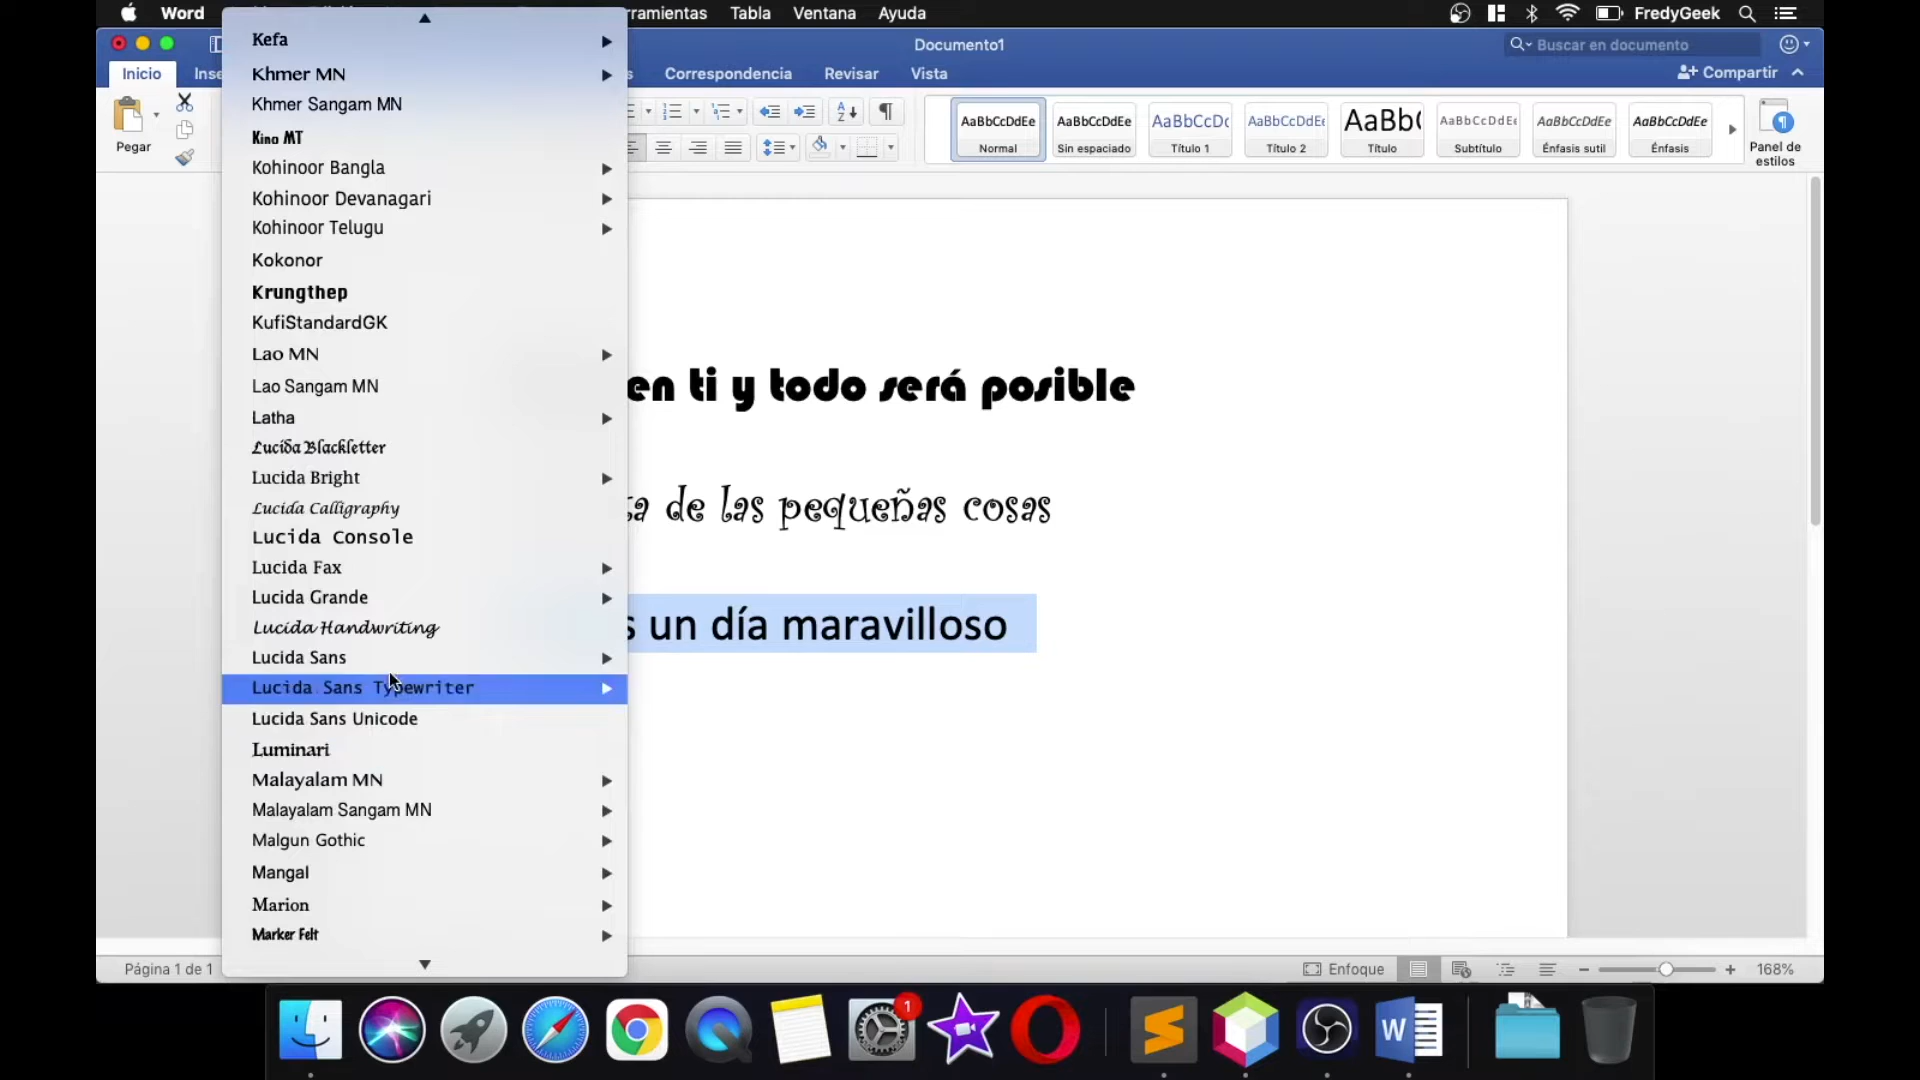 Word
rramientas
Tabla
Ventana
Ayuda
FredyGeek
Documento1
Buscar en documento
Inicio
Inse
s
Correspondencia
Revisar
Vista
Compartir
Pegar
AaBbCcDdEe
Normal
AaBbCcDdEe
Sin espaciado
AaBbCcDc
Título 1
AaBbCcDdEe
Título 2
AaBb(
Título
AaBbCcDdEe
Subtítulo
AaBbCcDdEe
Énfasis sutil
AaBbCcDdEe
Énfasis
Panel de
estilos
Kefa
Khmer MN
Khmer Sangam MN
Kino MT
Kohinoor Bangla
Kohinoor Devanagari
Kohinoor Telugu
Kokonor
Krungthep
KufiStandardGK
Lao MN
Lao Sangam MN
Latha
Lucida Blackletter
Lucida Bright
Lucida Calligraphy
Lucida Console
Lucida Fax
Lucida Grande
Lucida Handwriting
Lucida Sans
Lucida Sans Typewriter
Lucida Sans Unicode
Luminari
Malayalam MN
Malayalam Sangam MN
Malgun Gothic
Mangal
Marion
Marker Felt
en ti y todo será posible
a de las pequeñas cosas
s un día maravilloso
Página 1 de 1
Enfoque
168%
1
W